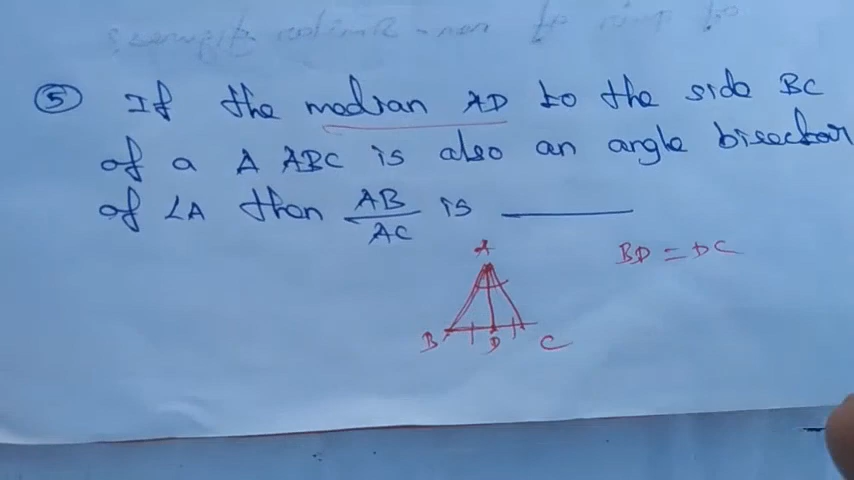 ⑤ If the median AD to the side BC
of a Δ ABC is also an angle bisector
of ∠A than AB/AC is ______
A
BD = DC
B D C